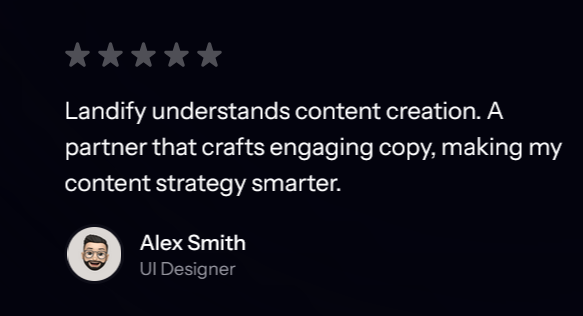 Landify understands content creation. A
partner that crafts engaging copy, making my
content strategy smarter.
Alex Smith
UI Designer